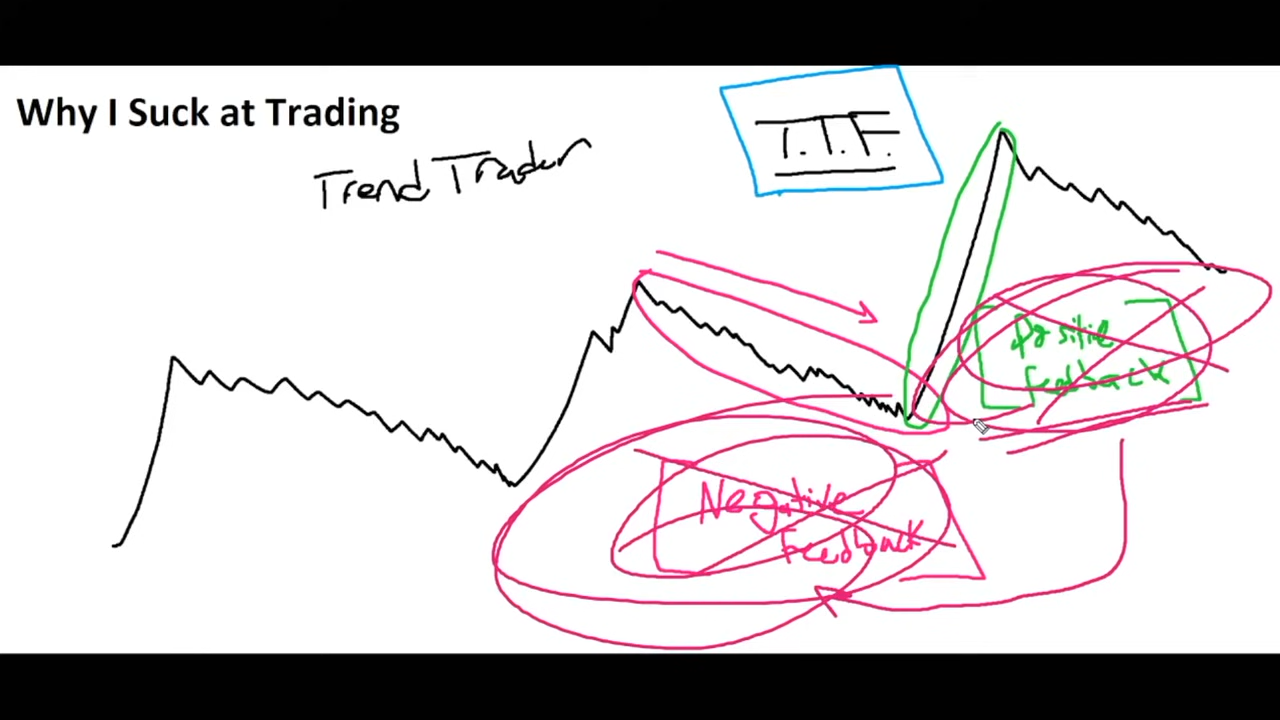 Why I Suck at Trading
Trend Trader
T.T.F.
Positive
Feedback
Negative
Feedback